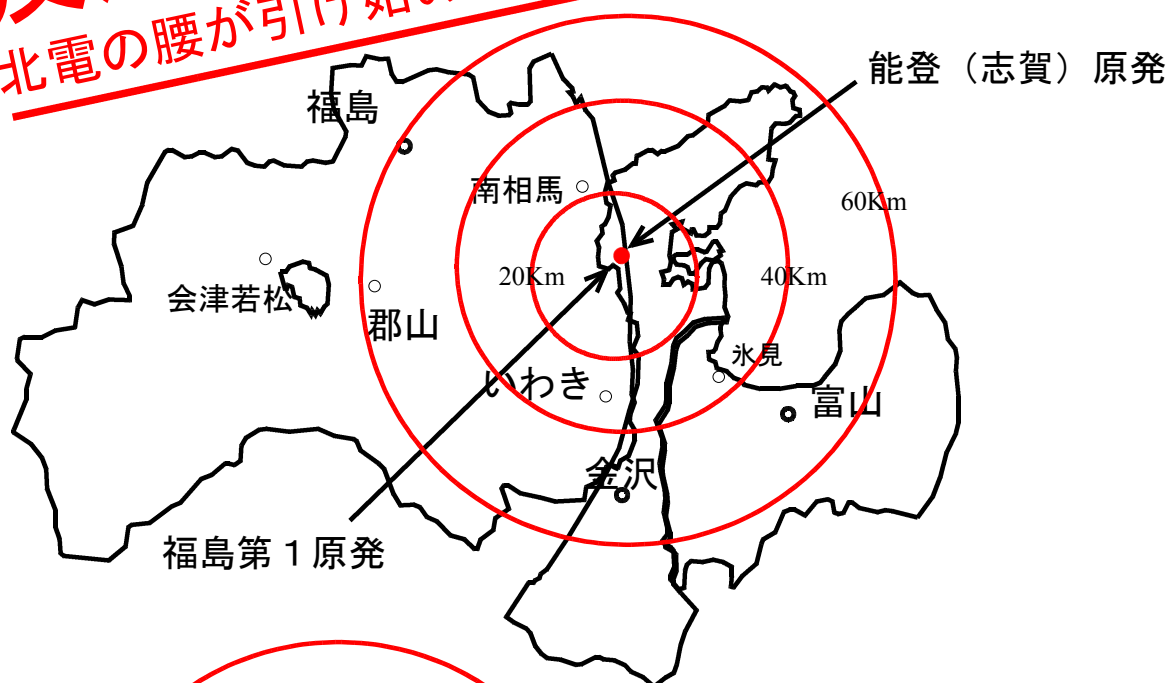 北電の腰が引け始め
能登（志賀）原発
福島
南相馬
60Km
会津若松
20Km
40Km
郡山
氷見
いわき
富山
金沢
福島第１原発